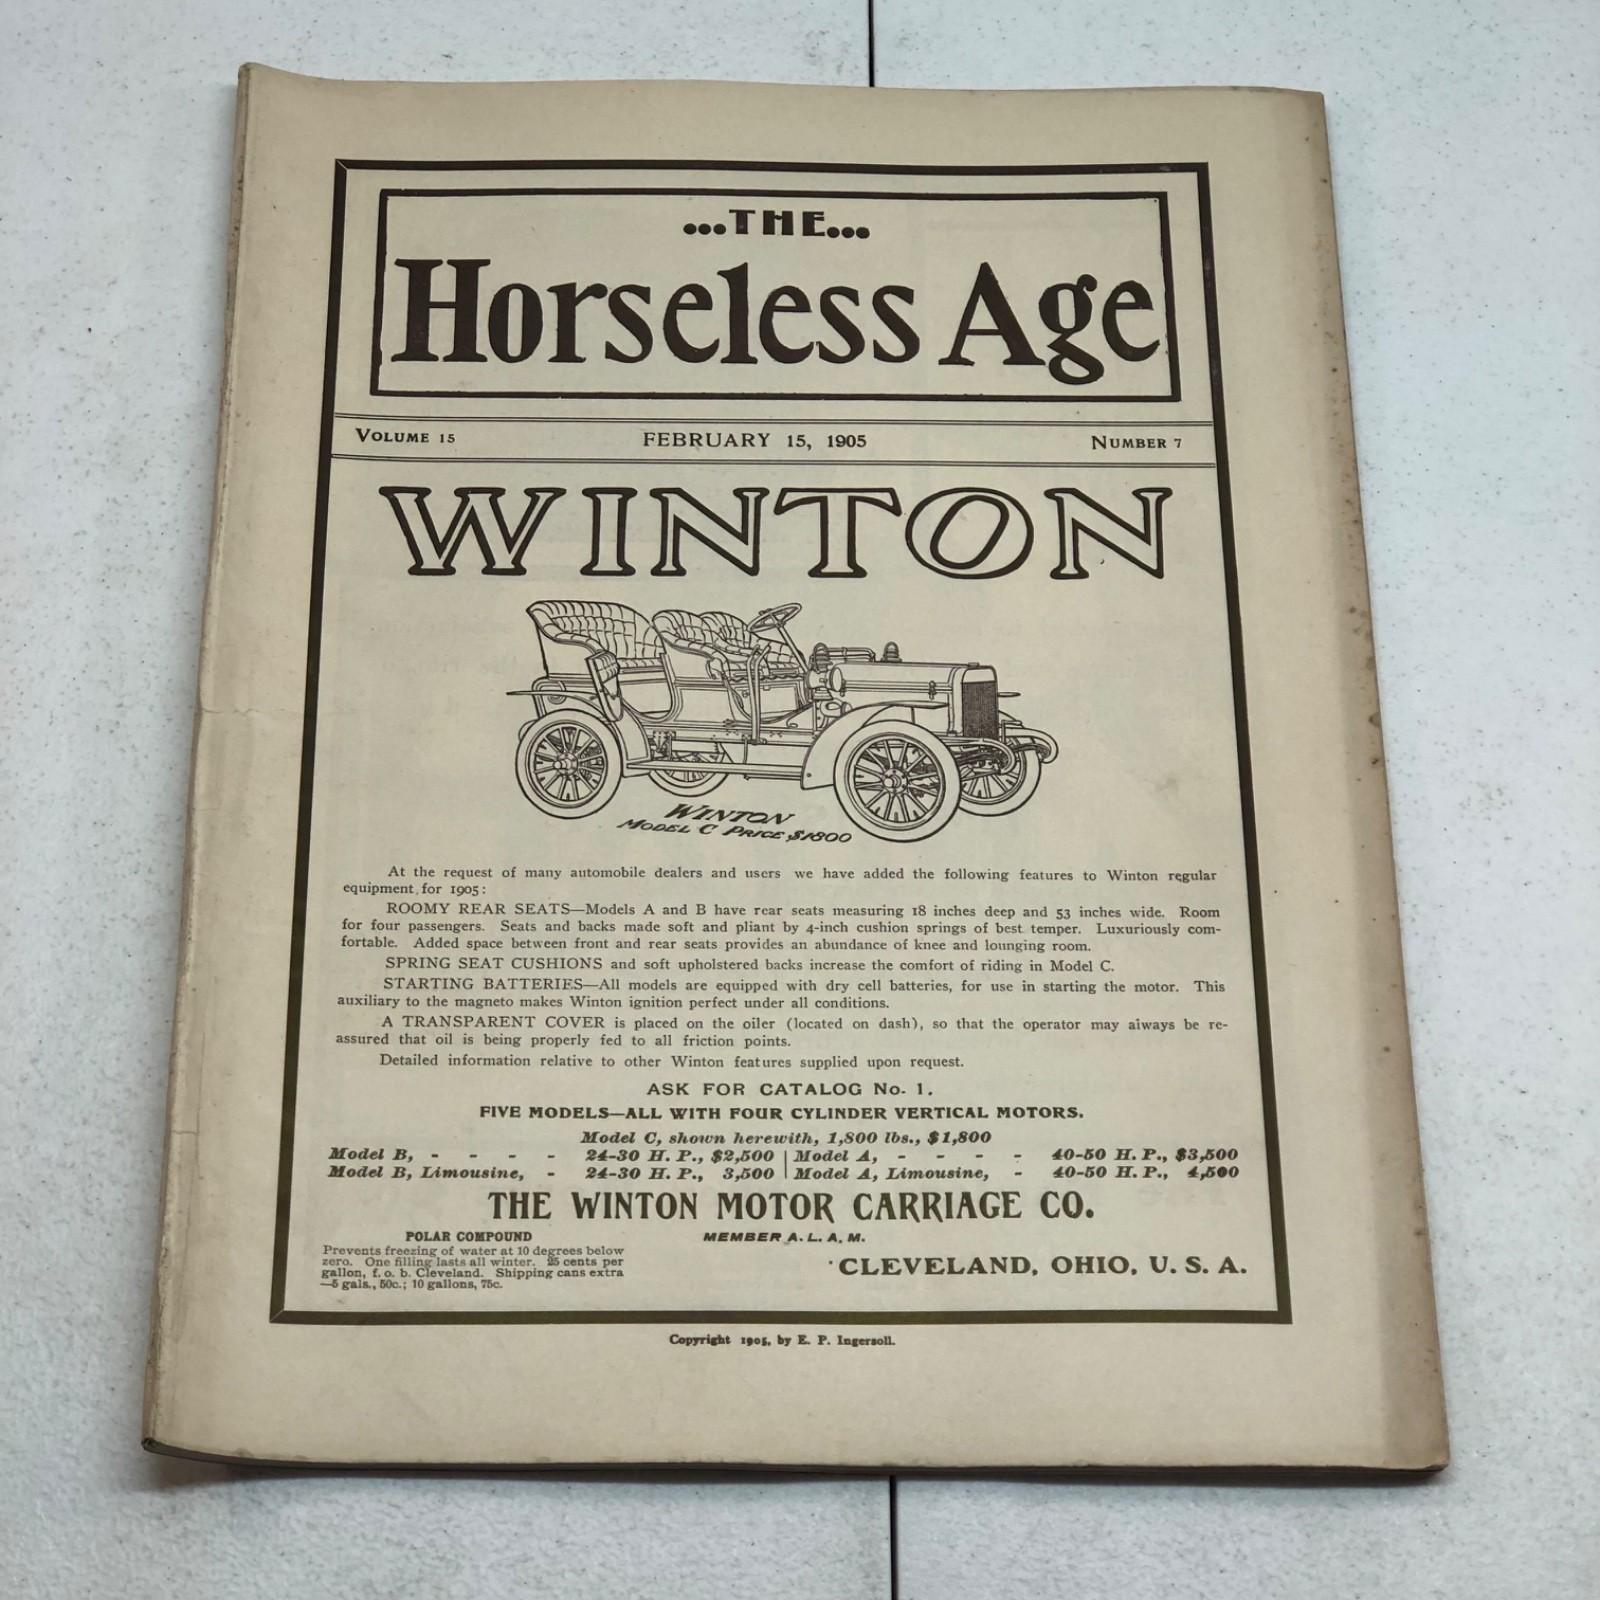 ...THE...
Horseless Age
VOLUME 15 FEBRUARY 15, 1905 NUMBER 7
WINTON
WINTON
MODEL C PRICE $1800
At the request of many automobile dealers and users we have added the following features to Winton regular
equipment for 1905:
ROOMY REAR SEATS—Models A and B have rear seats measuring 18 inches deep and 53 inches wide. Room
for four passengers. Seats and backs made soft and pliant by 4-inch cushion springs of best temper. Luxuriously com-
fortable. Added space between front and rear seats provides an abundance of knee and lounging room.
SPRING SEAT CUSHIONS and soft upholstered backs increase the comfort of riding in Model C.
STARTING BATTERIES—All models are equipped with dry cell batteries, for use in starting the motor. This
auxiliary to the magneto makes Winton ignition perfect under all conditions.
A TRANSPARENT COVER is placed on the oiler (located on dash), so that the operator may always be re-
assured that oil is being properly fed to all friction points.
Detailed information relative to other Winton features supplied upon request.
ASK FOR CATALOG No. 1.
FIVE MODELS—ALL WITH FOUR CYLINDER VERTICAL MOTORS.
Model C, shown herewith, 1,800 lbs., $1,800
Model B, - - - - 24-30 H. P., $2,500 | Model A, - - - - 40-50 H. P., $3,500
Model B, Limousine, - 24-30 H. P., 3,500 | Model A, Limousine, - 40-50 H. P., 4,500
THE WINTON MOTOR CARRIAGE CO.
MEMBER A. L. A. M.
CLEVELAND, OHIO, U. S. A.
POLAR COMPOUND
Prevents freezing of water at 10 degrees below
zero. One filling lasts all winter. 25 cents per
gallon, f. o. b. Cleveland. Shipping cans extra
—5 gals., 50c.; 10 gallons, 75c.
Copyright 1905, by E. P. Ingersoll.